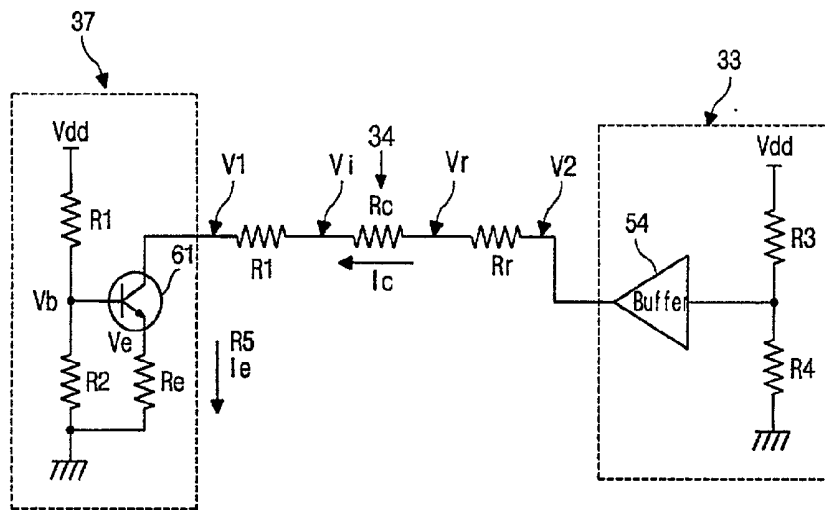 37
33
Vdd
34
Vdd
V1
Vi
Rc
Vr
V2
R1
61
R1
Ic
Rr
54
Buffer
R3
Vb
Ve
R2
Re
R5
Ie
R4